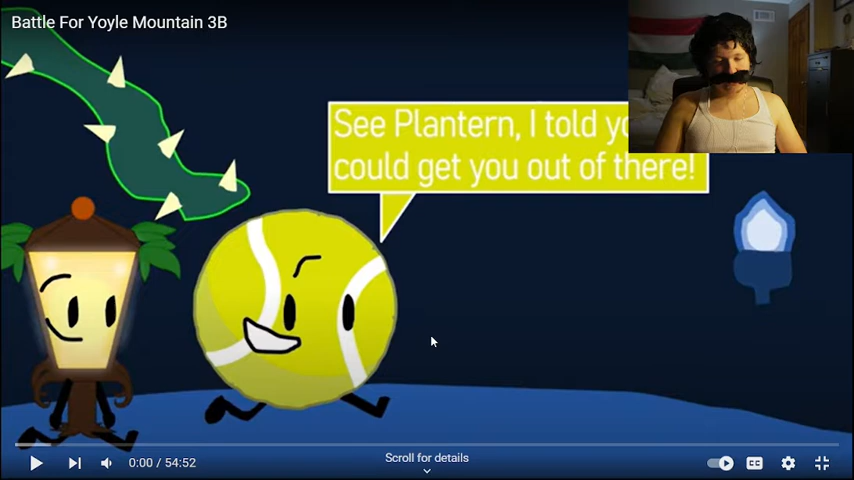 Battle For Yoyle Mountain 3B
See Plantern, I told
could get you out of there!
0:00 / 54:52
Scroll for details
CC